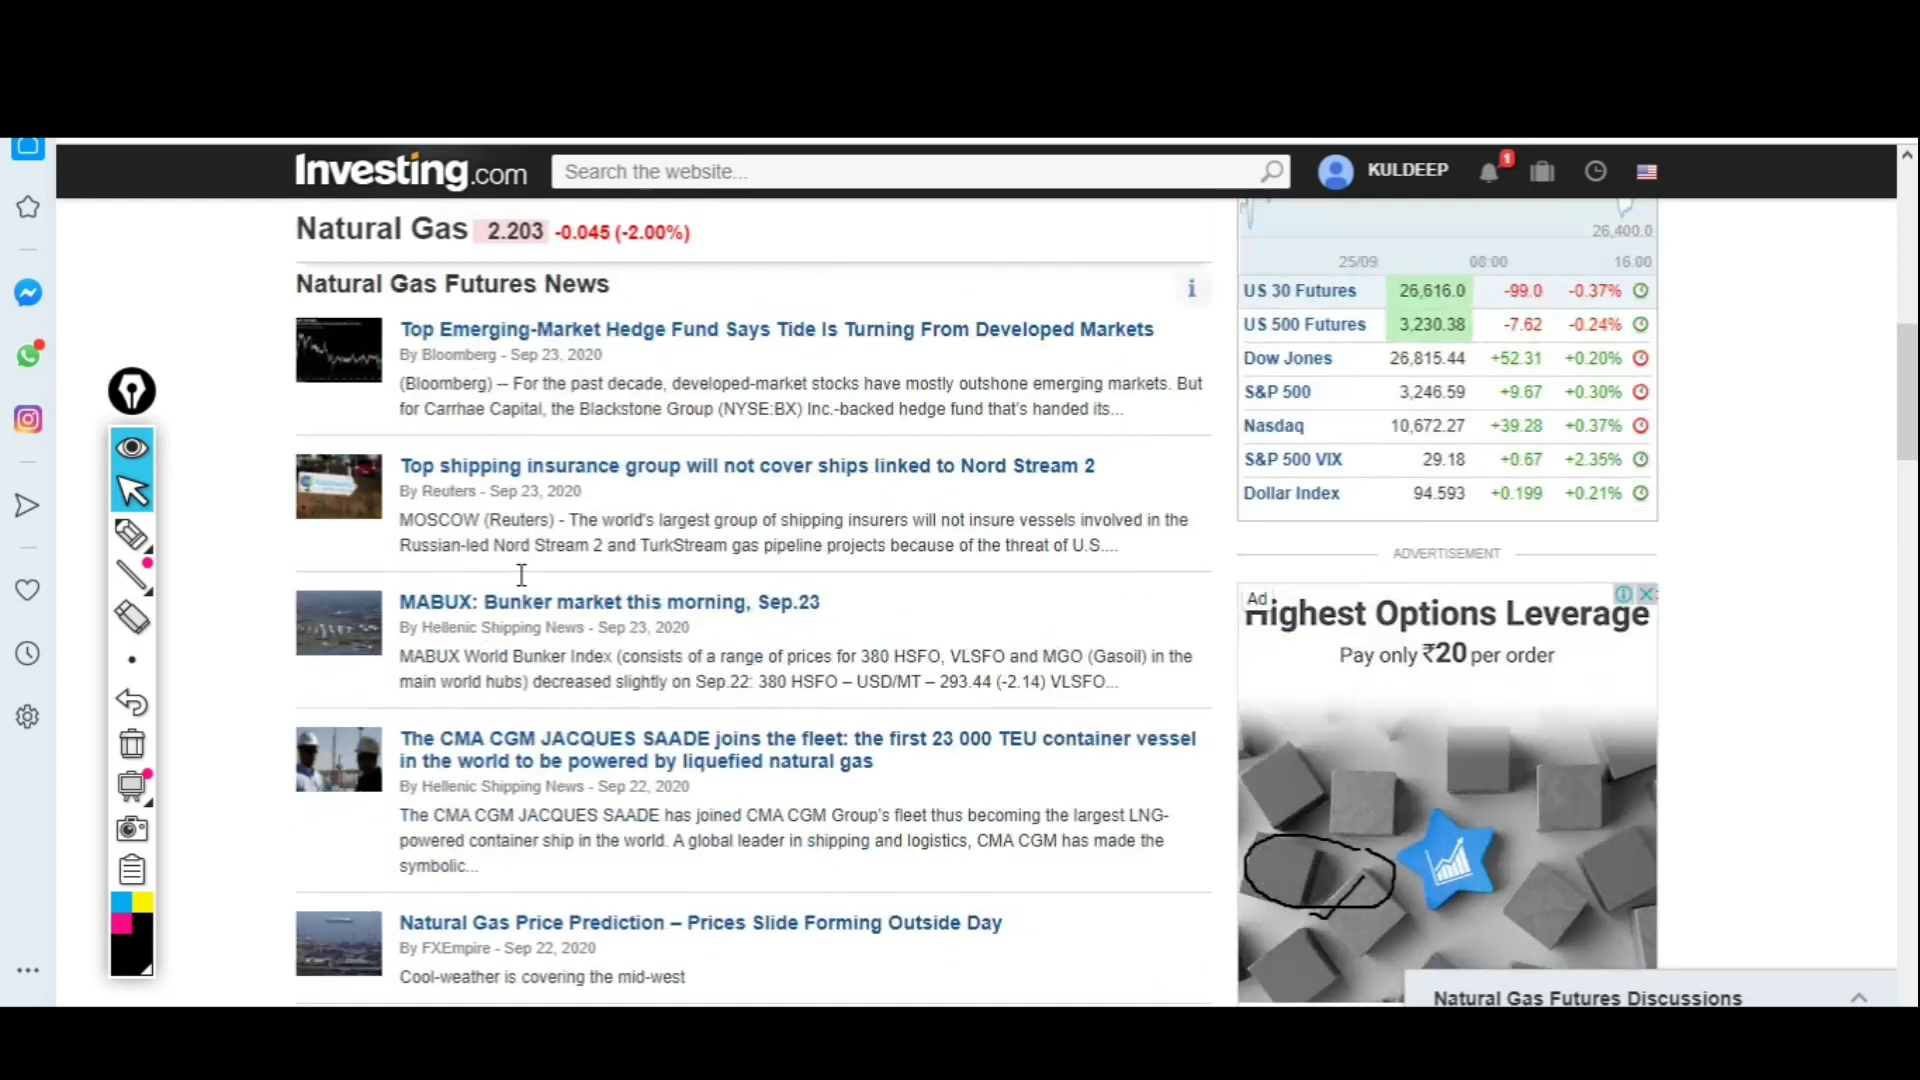 Investing.com
Search the website...
KULDEEP
1
Natural Gas 2.203 -0.045 (-2.00%)
Natural Gas Futures News
i
Top Emerging-Market Hedge Fund Says Tide Is Turning From Developed Markets
By Bloomberg - Sep 23, 2020
(Bloomberg) -- For the past decade, developed-market stocks have mostly outshone emerging markets. But
for Carrhae Capital, the Blackstone Group (NYSE:BX) Inc.-backed hedge fund that's handed its...
Top shipping insurance group will not cover ships linked to Nord Stream 2
By Reuters - Sep 23, 2020
MOSCOW (Reuters) - The world's largest group of shipping insurers will not insure vessels involved in the
Russian-led Nord Stream 2 and TurkStream gas pipeline projects because of the threat of U.S....
MABUX: Bunker market this morning, Sep.23
By Hellenic Shipping News - Sep 23, 2020
MABUX World Bunker Index (consists of a range of prices for 380 HSFO, VLSFO and MGO (Gasoil) in the
main world hubs) decreased slightly on Sep.22: 380 HSFO – USD/MT – 293.44 (-2.14) VLSFO...
The CMA CGM JACQUES SAADE joins the fleet: the first 23 000 TEU container vessel
in the world to be powered by liquefied natural gas
By Hellenic Shipping News - Sep 22, 2020
The CMA CGM JACQUES SAADE has joined CMA CGM Group's fleet thus becoming the largest LNG-
powered container ship in the world. A global leader in shipping and logistics, CMA CGM has made the
symbolic...
Natural Gas Price Prediction – Prices Slide Forming Outside Day
By FXEmpire - Sep 22, 2020
Cool-weather is covering the mid-west
26,400.0
25/09 08:00 16:00
US 30 Futures 26,616.0 -99.0 -0.37%
US 500 Futures 3,230.38 -7.62 -0.24%
Dow Jones 26,815.44 +52.31 +0.20%
S&P 500 3,246.59 +9.67 +0.30%
Nasdaq 10,672.27 +39.28 +0.37%
S&P 500 VIX 29.18 +0.67 +2.35%
Dollar Index 94.593 +0.199 +0.21%
ADVERTISEMENT
Ad
Highest Options Leverage
Pay only ₹20 per order
Natural Gas Futures Discussions